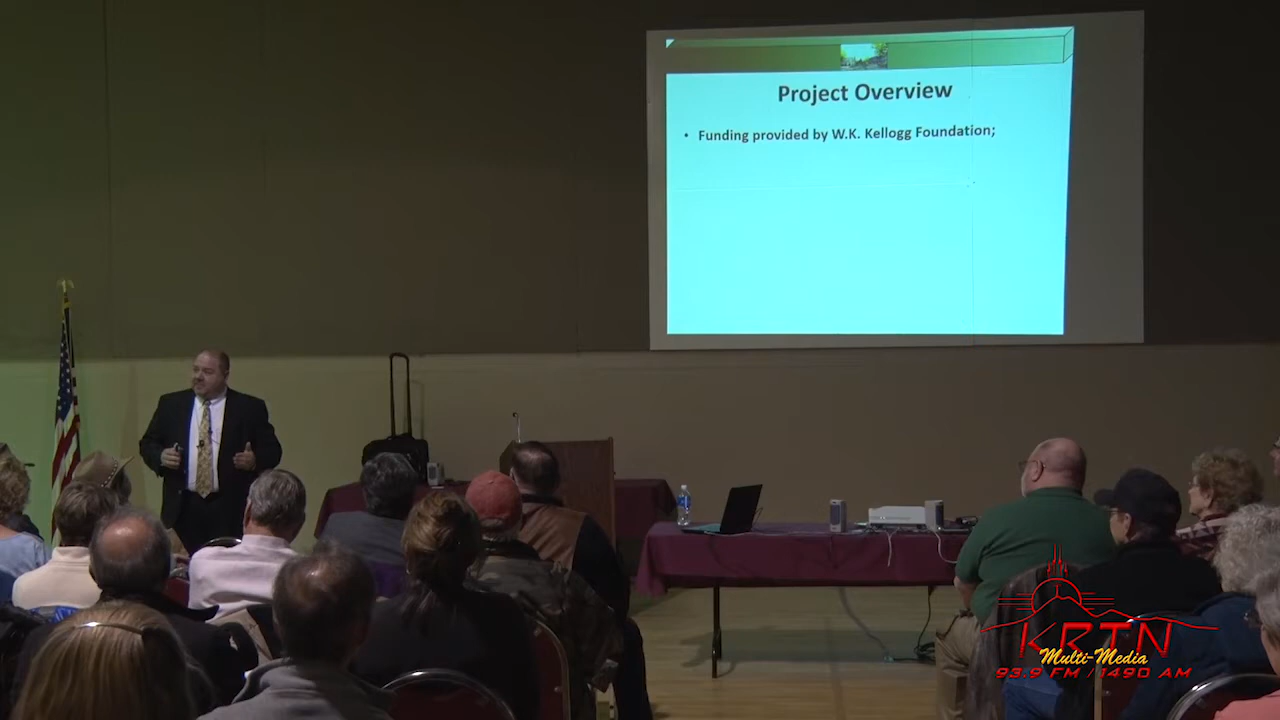 Project Overview
• Funding provided by W.K. Kellogg Foundation;
KRTN
Multi-Media
93.9 FM / 1490 AM